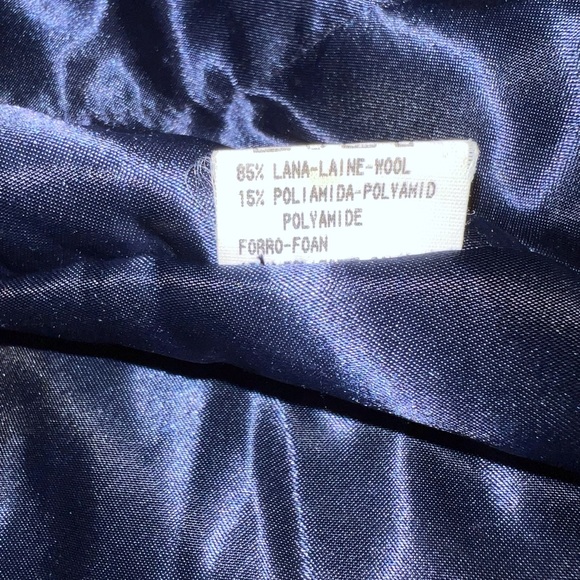 85% LANA-LAINE-WOOL
15% POLIAMIDA-POLYAMID
POLYAMIDE
FORRO-FOAN